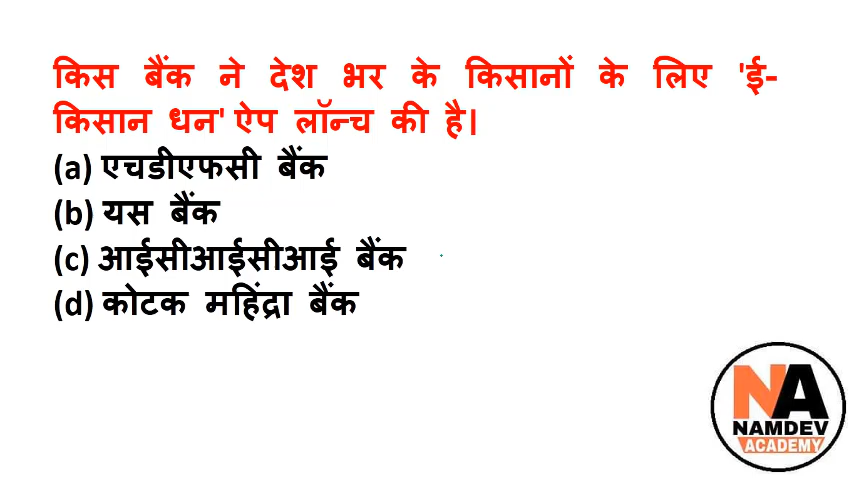 किस बैंक ने देश भर के किसानों के लिए 'ई-
किसान धन' ऐप लॉन्च की है।
(a) एचडीएफसी बैंक
(b) यस बैंक
(c) आईसीआईसीआई बैंक
(d) कोटक महिंद्रा बैंक
NA
NAMDEV
ACADEMY